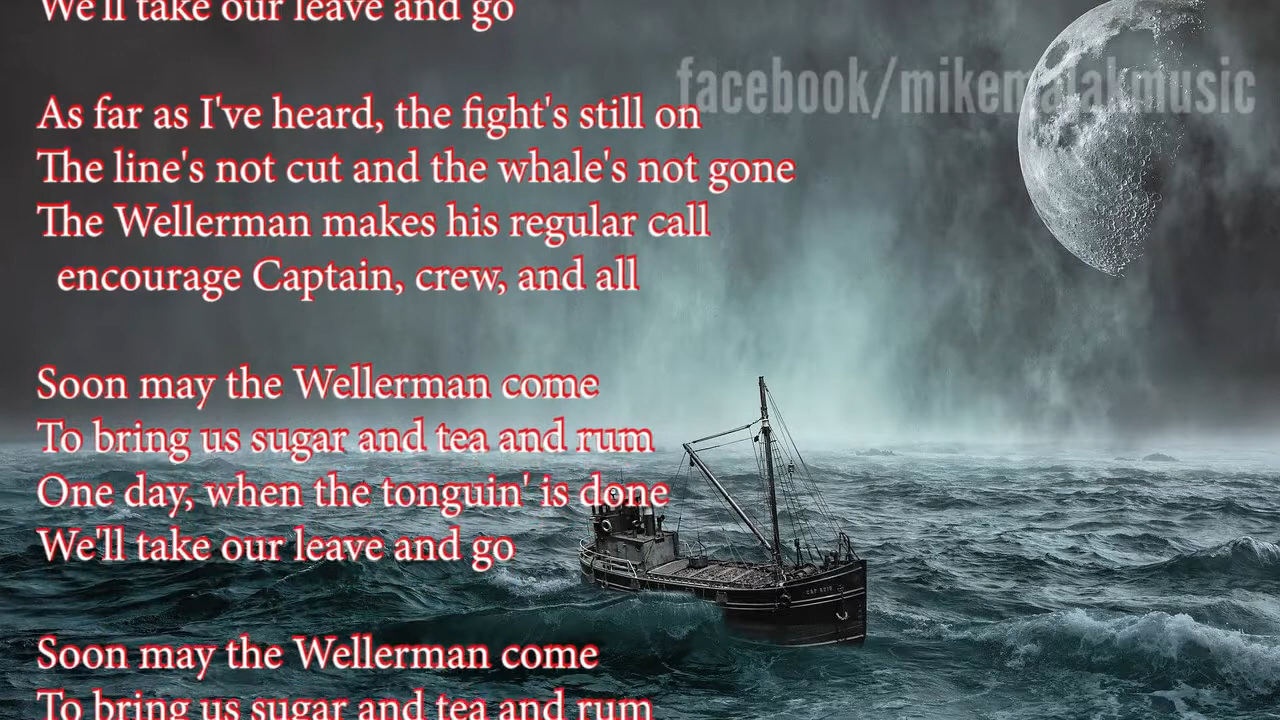 We'll take our leave and go
facebook/mikemalakmusic
As far as I've heard, the fight's still on
The line's not cut and the whale's not gone
The Wellerman makes his regular call
encourage Captain, crew, and all
Soon may the Wellerman come
To bring us sugar and tea and rum
One day, when the tonguin' is done
We'll take our leave and go
Soon may the Wellerman come
To bring us sugar and tea and rum